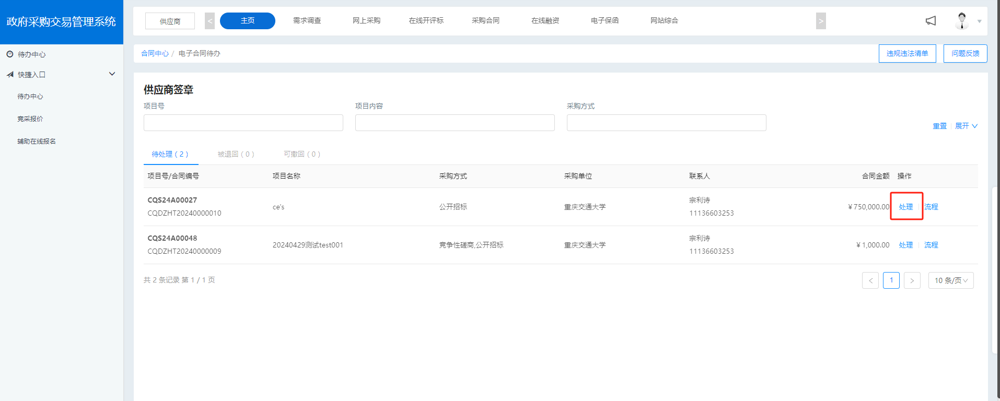 政府采购交易管理系统
供应商
<
主页
需求调查
网上采购
在线开评标
采购合同
在线融资
电子保函
网站综合
>
待办中心
快捷入口
待办中心
竞采报价
辅助在线报名
合同中心 / 电子合同待办
违规违法清单
问题反馈
供应商签章
项目号
项目内容
采购方式
重置
展开
待处理（2）
被退回（0）
可撤回（0）
项目号/合同编号 项目名称 采购方式 采购单位 联系人 合同金额 操作
CQS24A00027
CQDZHT20240000010
ce's
公开招标
重庆交通大学
宗利诗
11136603253
￥750,000.00
处理
流程
CQS24A00048
CQDZHT20240000009
20240429测试test001
竞争性磋商,公开招标
重庆交通大学
宗利诗
11136603253
￥1,000.00
处理
流程
共 2 条记录 第 1 / 1 页
<
1
>
10 条/页